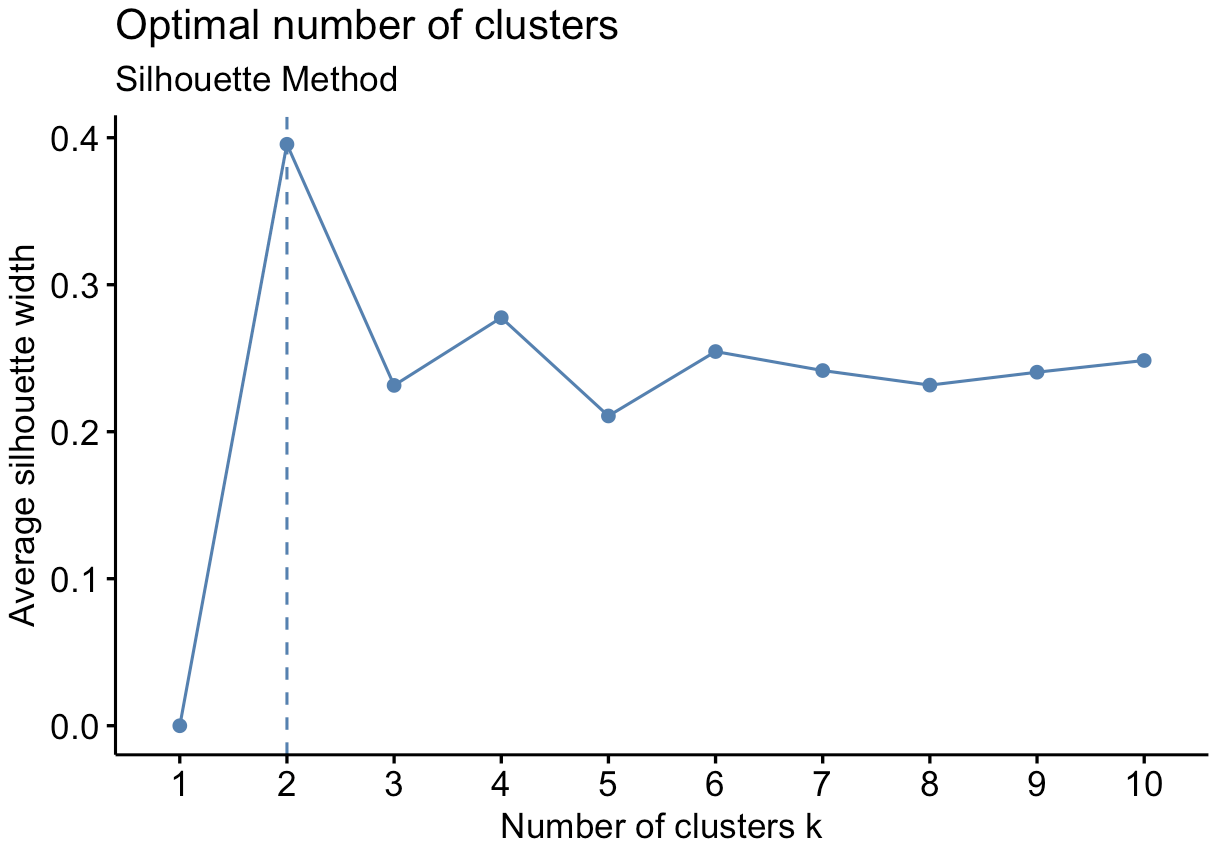 Optimal number of clusters
Silhouette Method
0.4
0.3
0.2
0.1
0.0
Average silhouette width
1 2 3 4 5 6 7 8 9 10
Number of clusters k